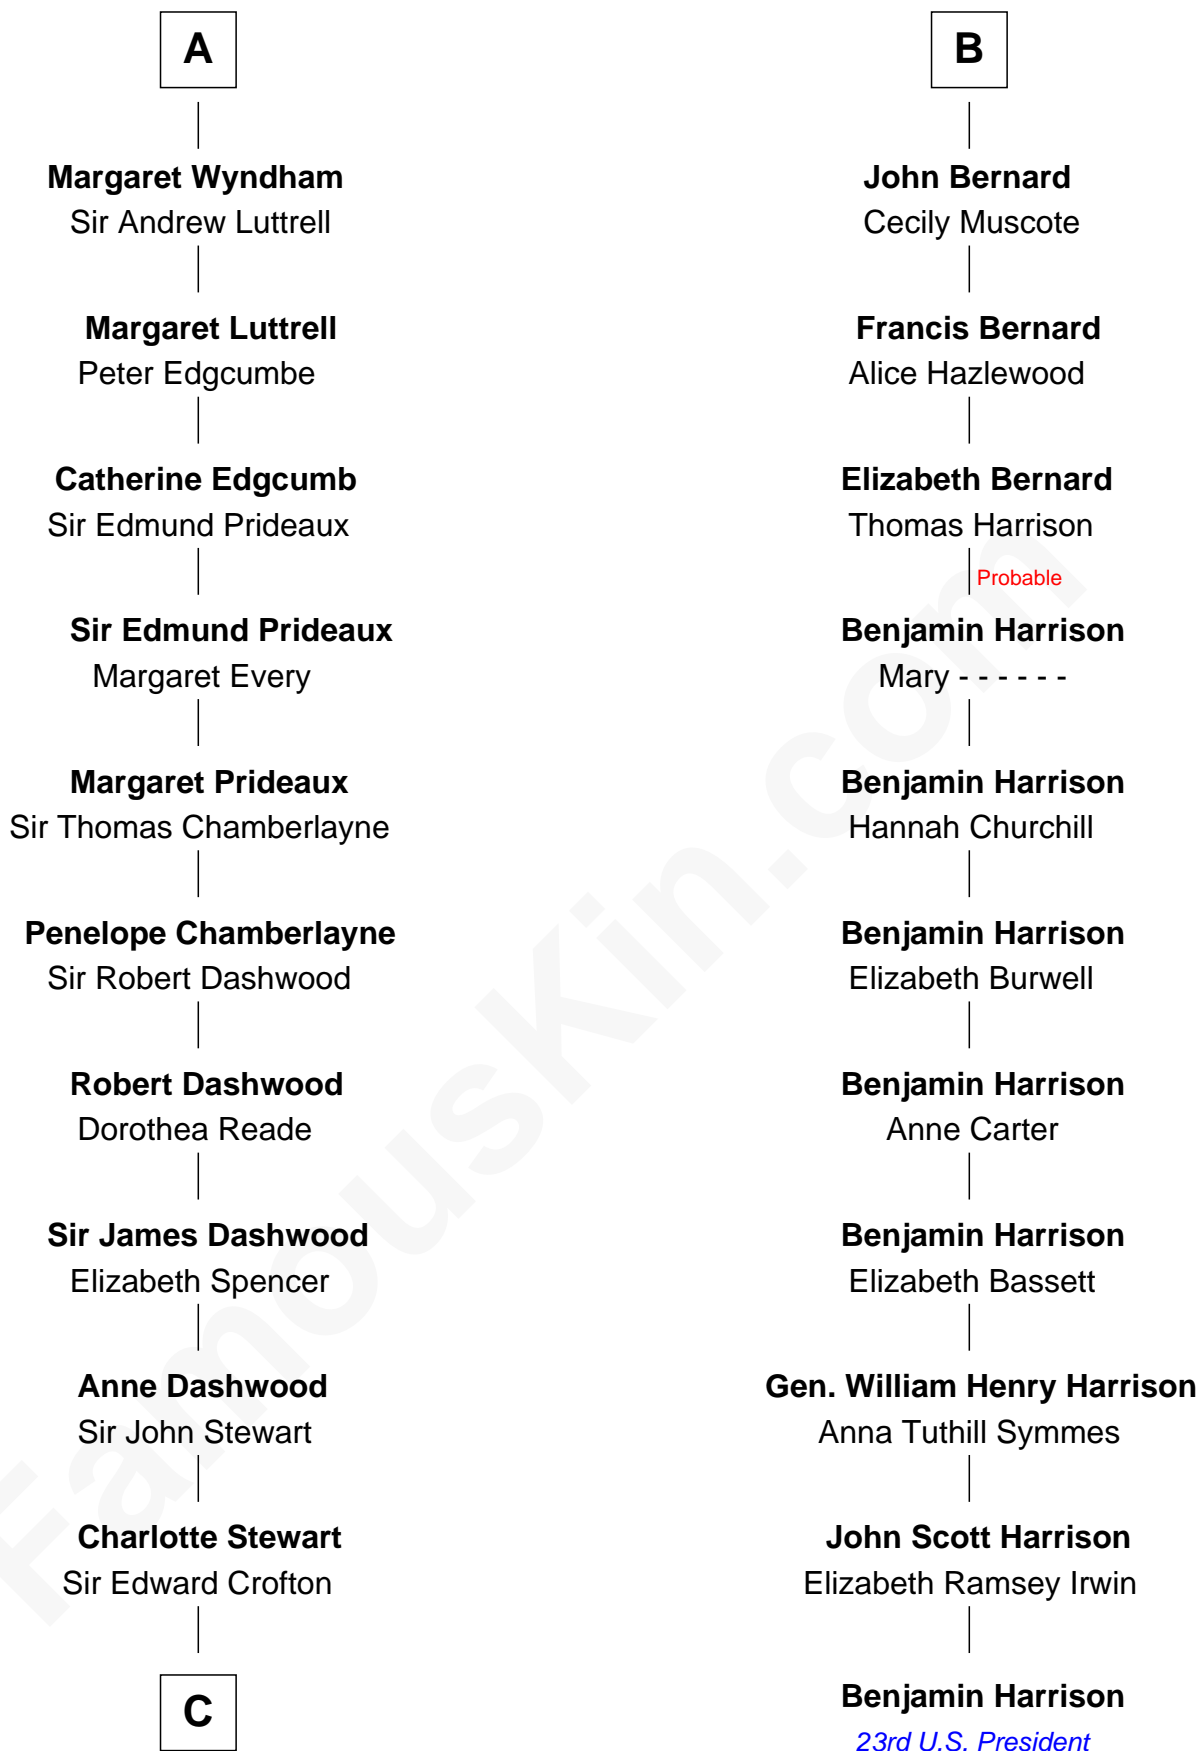 A
Margaret Wyndham
Sir Andrew Luttrell
Margaret Luttrell
Peter Edgcumbe
Catherine Edgcumb
Sir Edmund Prideaux
Sir Edmund Prideaux
Margaret Every
Margaret Prideaux
Sir Thomas Chamberlayne
Penelope Chamberlayne
Sir Robert Dashwood
Robert Dashwood
Dorothea Reade
Sir James Dashwood
Elizabeth Spencer
Anne Dashwood
Sir John Stewart
Charlotte Stewart
Sir Edward Crofton
C
B
John Bernard
Cecily Muscote
Francis Bernard
Alice Hazlewood
Elizabeth Bernard
Thomas Harrison
Probable
Benjamin Harrison
Mary - - - - - -
Benjamin Harrison
Hannah Churchill
Benjamin Harrison
Elizabeth Burwell
Benjamin Harrison
Anne Carter
Benjamin Harrison
Elizabeth Bassett
Gen. William Henry Harrison
Anna Tuthill Symmes
John Scott Harrison
Elizabeth Ramsey Irwin
Benjamin Harrison
23rd U.S. President
FamousKin.com